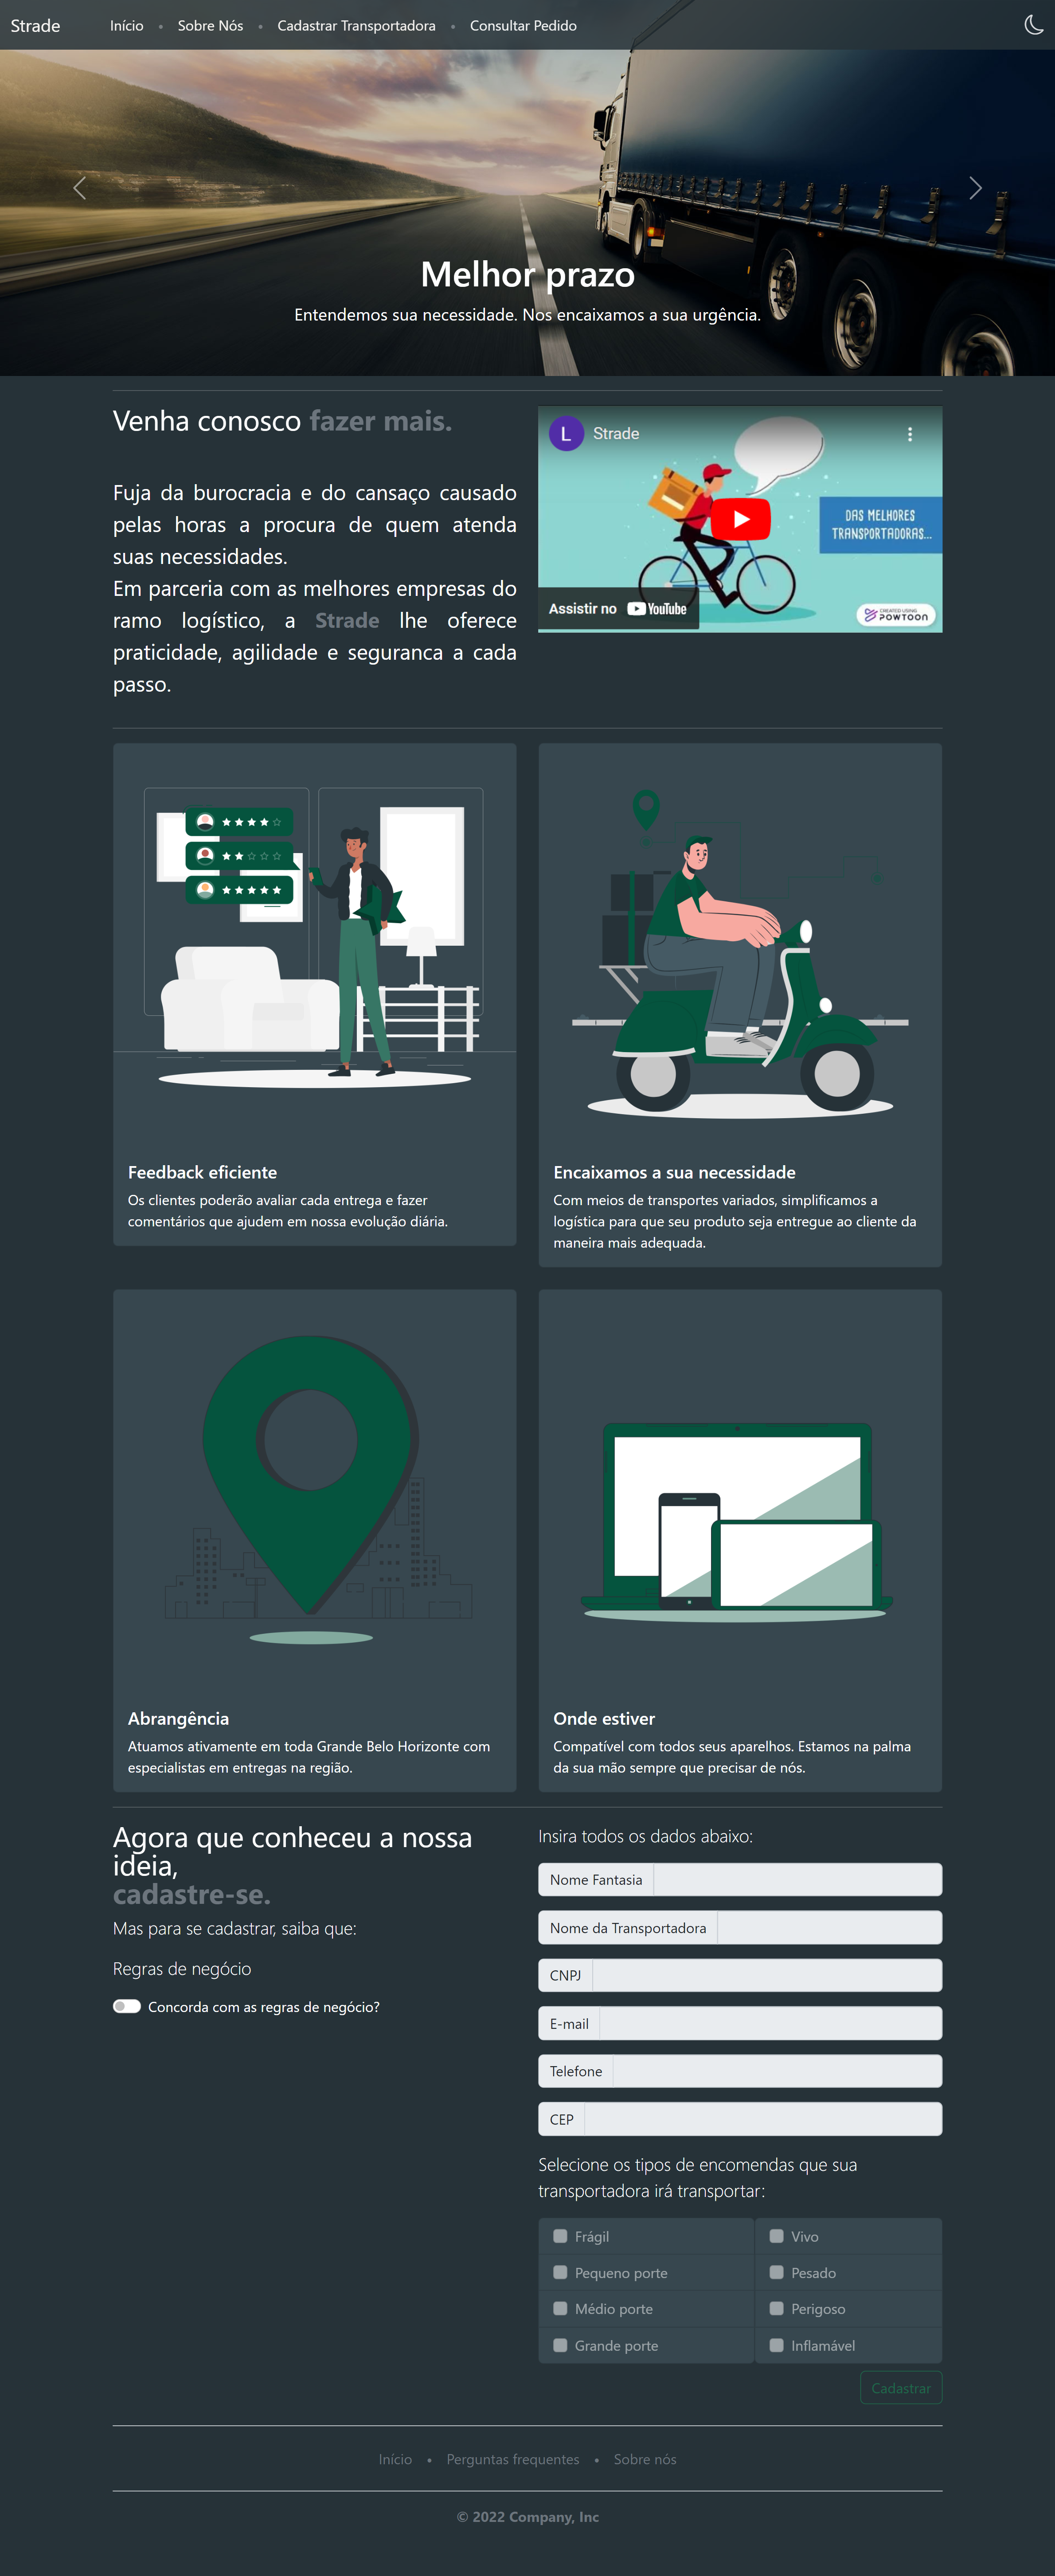 Strade
Início • Sobre Nós • Cadastrar Transportadora • Consultar Pedido
Melhor prazo
Entendemos sua necessidade. Nos encaixamos a sua urgência.
Venha conosco fazer mais.
Fuja da burocracia e do cansaço causado
pelas horas a procura de quem atenda
suas necessidades.
Em parceria com as melhores empresas do
ramo logístico, a Strade lhe oferece
praticidade, agilidade e seguranca a cada
passo.
L Strade
DAS MELHORES
TRANSPORTADORAS...
Assistir no YouTube
CREATED USING
POWTOON
Feedback eficiente
Os clientes poderão avaliar cada entrega e fazer
comentários que ajudem em nossa evolução diária.
Encaixamos a sua necessidade
Com meios de transportes variados, simplificamos a
logística para que seu produto seja entregue ao cliente da
maneira mais adequada.
Abrangência
Atuamos ativamente em toda Grande Belo Horizonte com
especialistas em entregas na região.
Onde estiver
Compatível com todos seus aparelhos. Estamos na palma
da sua mão sempre que precisar de nós.
Agora que conheceu a nossa
ideia,
cadastre-se.
Mas para se cadastrar, saiba que:
Regras de negócio
Concorda com as regras de negócio?
Insira todos os dados abaixo:
Nome Fantasia
Nome da Transportadora
CNPJ
E-mail
Telefone
CEP
Selecione os tipos de encomendas que sua
transportadora irá transportar:
Frágil
Pequeno porte
Médio porte
Grande porte
Vivo
Pesado
Perigoso
Inflamável
Cadastrar
Início • Perguntas frequentes • Sobre nós
© 2022 Company, Inc